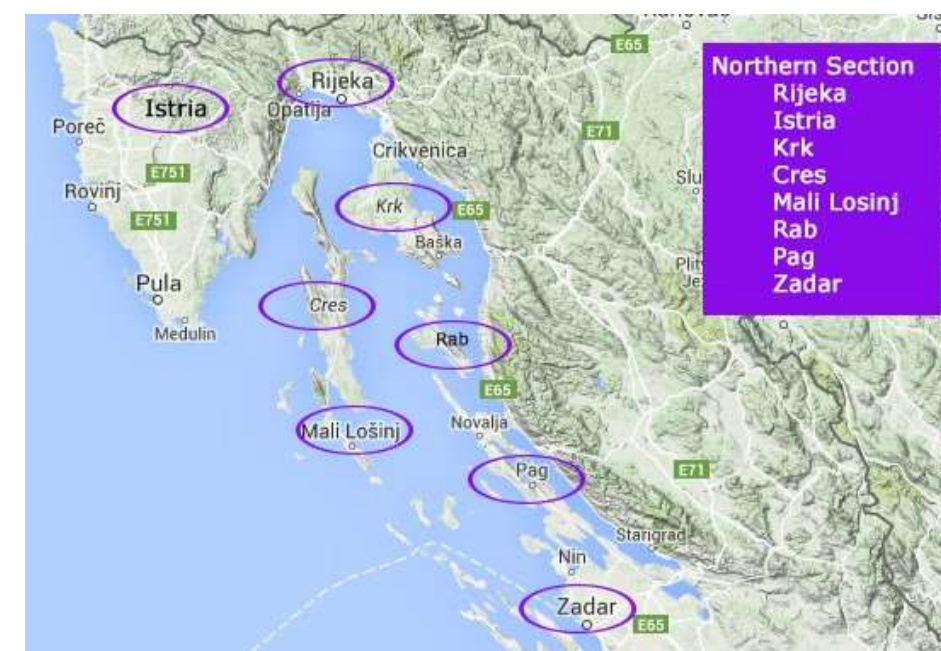 E65
Northern Section
Rijeka
Istria
Krk
Cres
Mali Losinj
Rab
Pag
Zadar
Rijeka
Istria
Opatija
Poreč
E71
Crikvenica
E751
Rovinj
Krk
E65
E751
Baška
Pula
Cres
Medulin
Rab
E65
Novalja
Mali Lošinj
Pag
E71
Starigrad
Nin
Zadar
E65